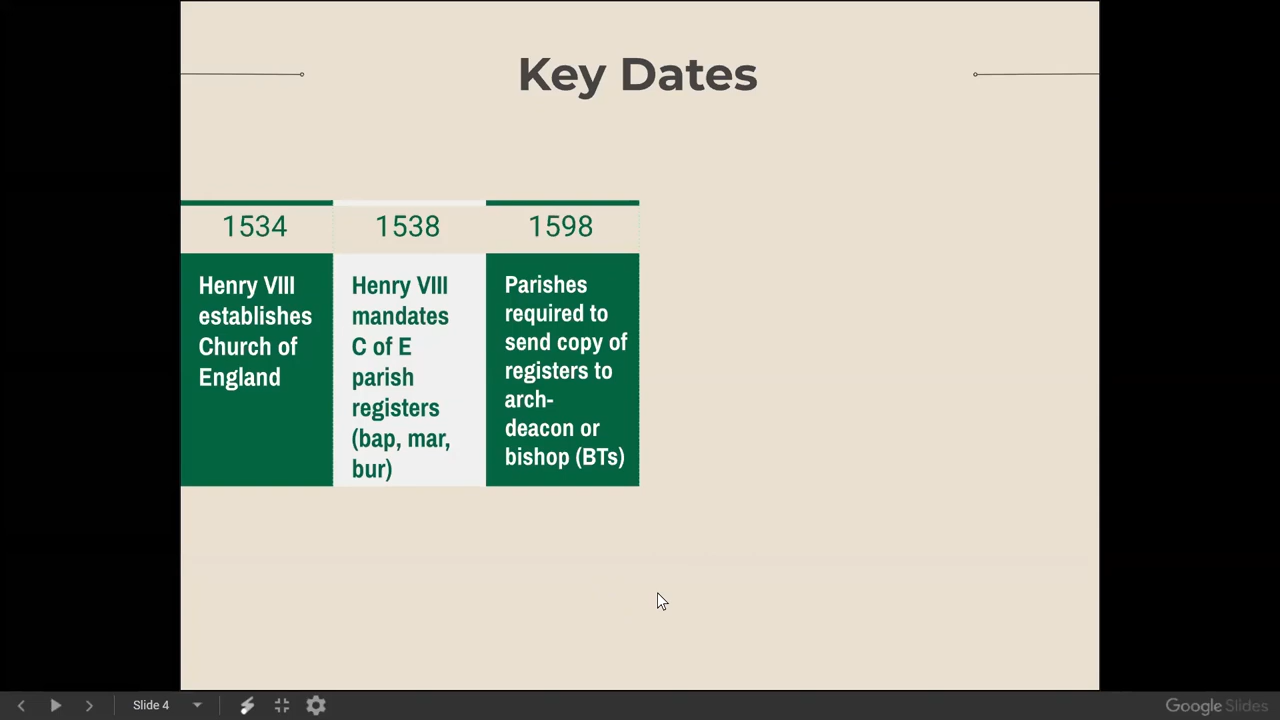 Key Dates
1534
Henry VIII
establishes
Church of
England
1538
Henry VIII
mandates
C of E
parish
registers
(bap, mar,
bur)
1598
Parishes
required to
send copy of
registers to
arch-
deacon or
bishop (BTs)
Slide 4
Google Slides